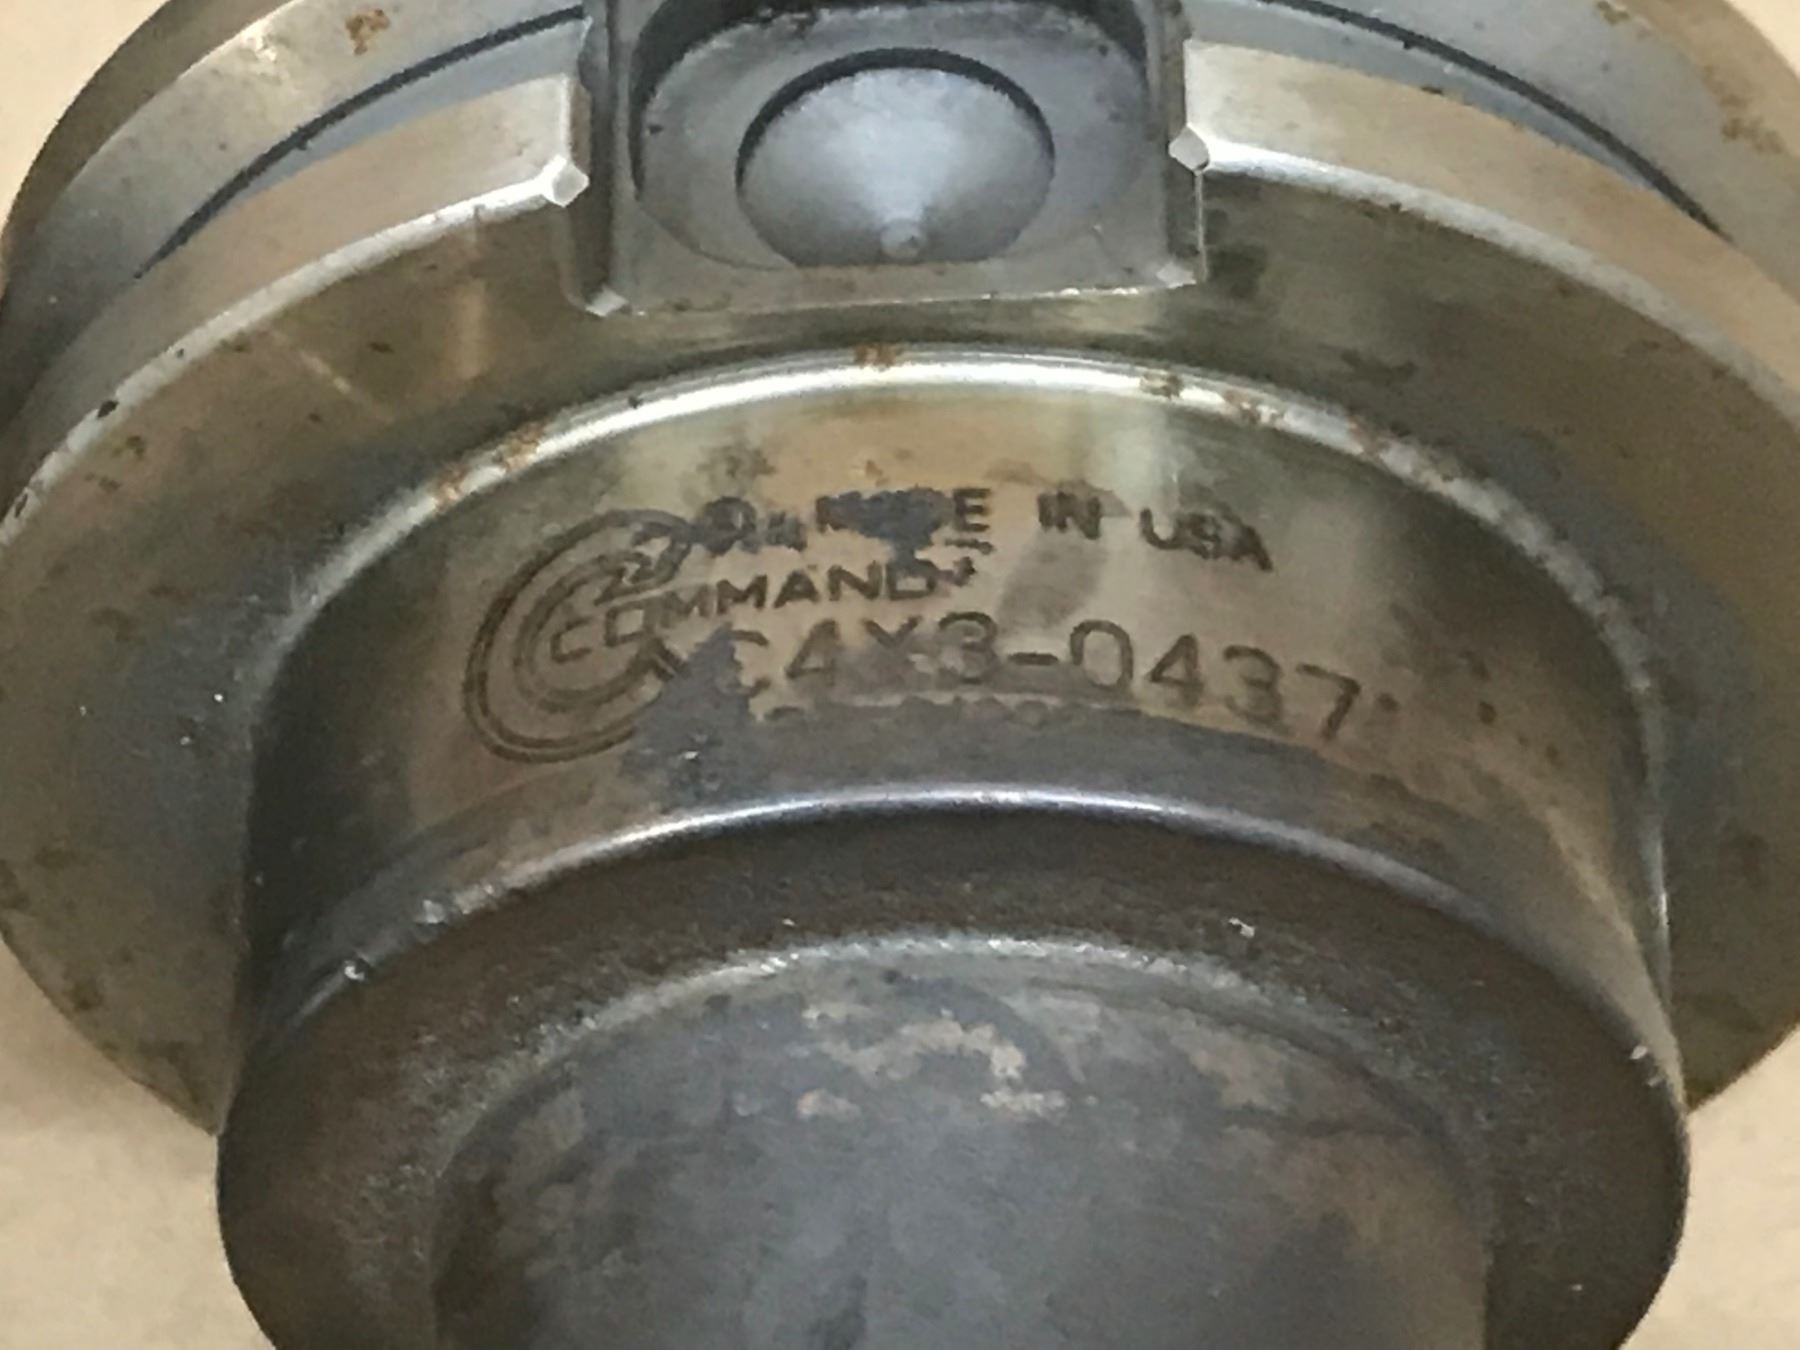 MADE IN USA
COMMAND
C4X3-0437